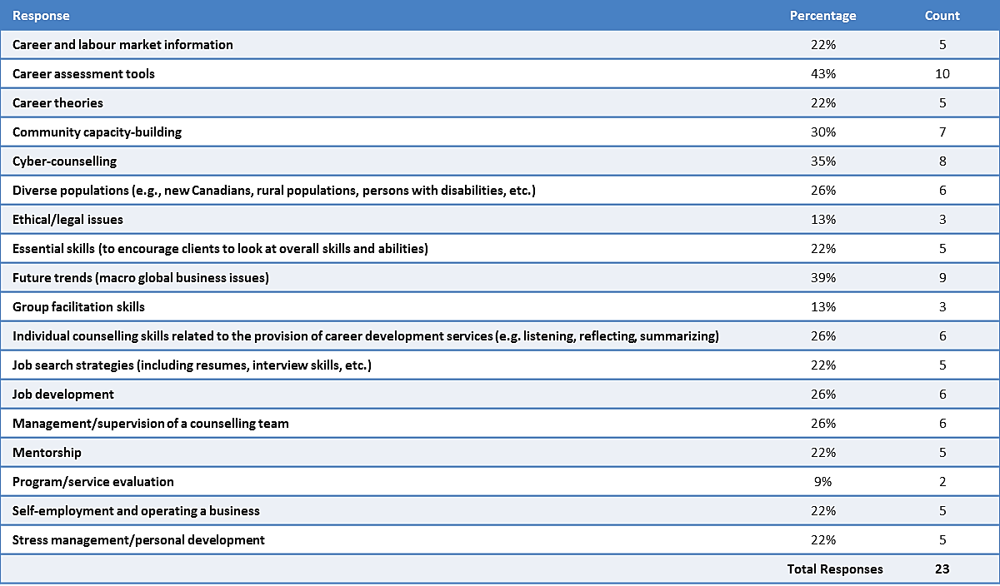 Response Percentage Count
Career and labour market information 22% 5
Career assessment tools 43% 10
Career theories 22% 5
Community capacity-building 30% 7
Cyber-counselling 35% 8
Diverse populations (e.g., new Canadians, rural populations, persons with disabilities, etc.) 26% 6
Ethical/legal issues 13% 3
Essential skills (to encourage clients to look at overall skills and abilities) 22% 5
Future trends (macro global business issues) 39% 9
Group facilitation skills 13% 3
Individual counselling skills related to the provision of career development services (e.g. listening, reflecting, summarizing) 26% 6
Job search strategies (including resumes, interview skills, etc.) 22% 5
Job development 26% 6
Management/supervision of a counselling team 26% 6
Mentorship 22% 5
Program/service evaluation 9% 2
Self-employment and operating a business 22% 5
Stress management/personal development 22% 5
Total Responses 23